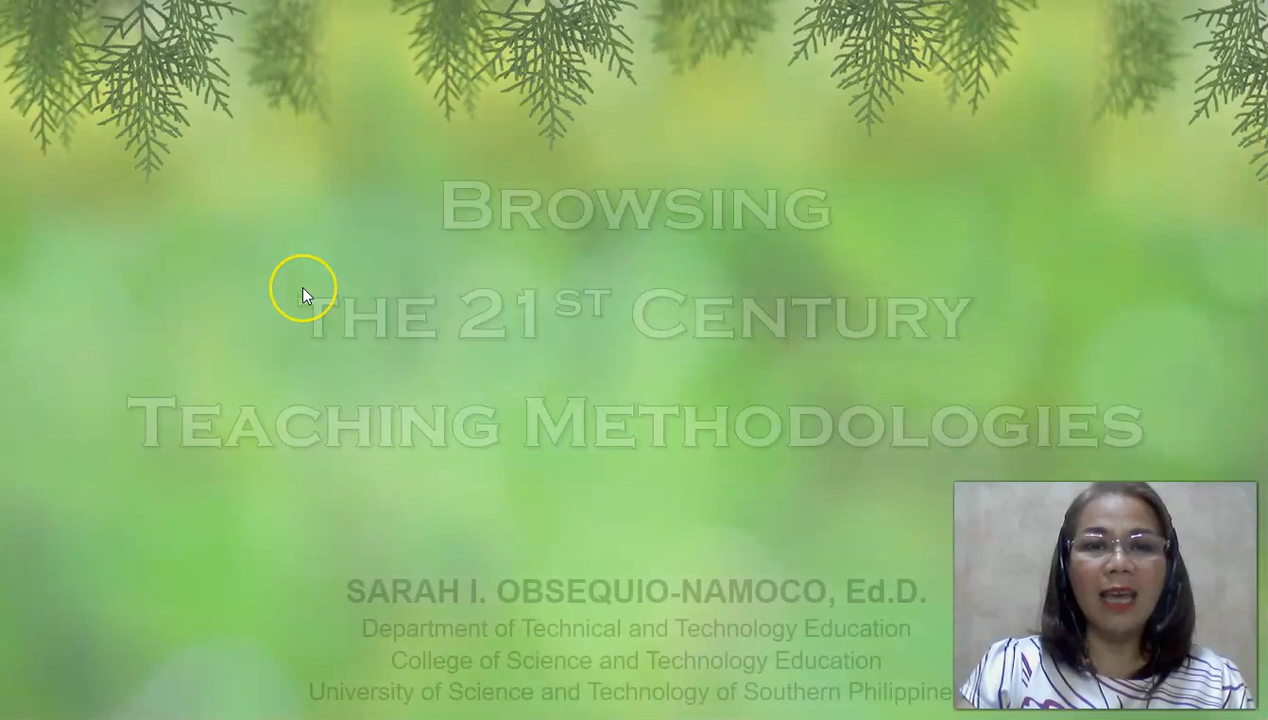 Browsing
The 21st Century
Teaching Methodologies
SARAH I. OBSEQUIO-NAMOCO, Ed.D.
Department of Technical and Technology Education
College of Science and Technology Education
University of Science and Technology of Southern Philippine